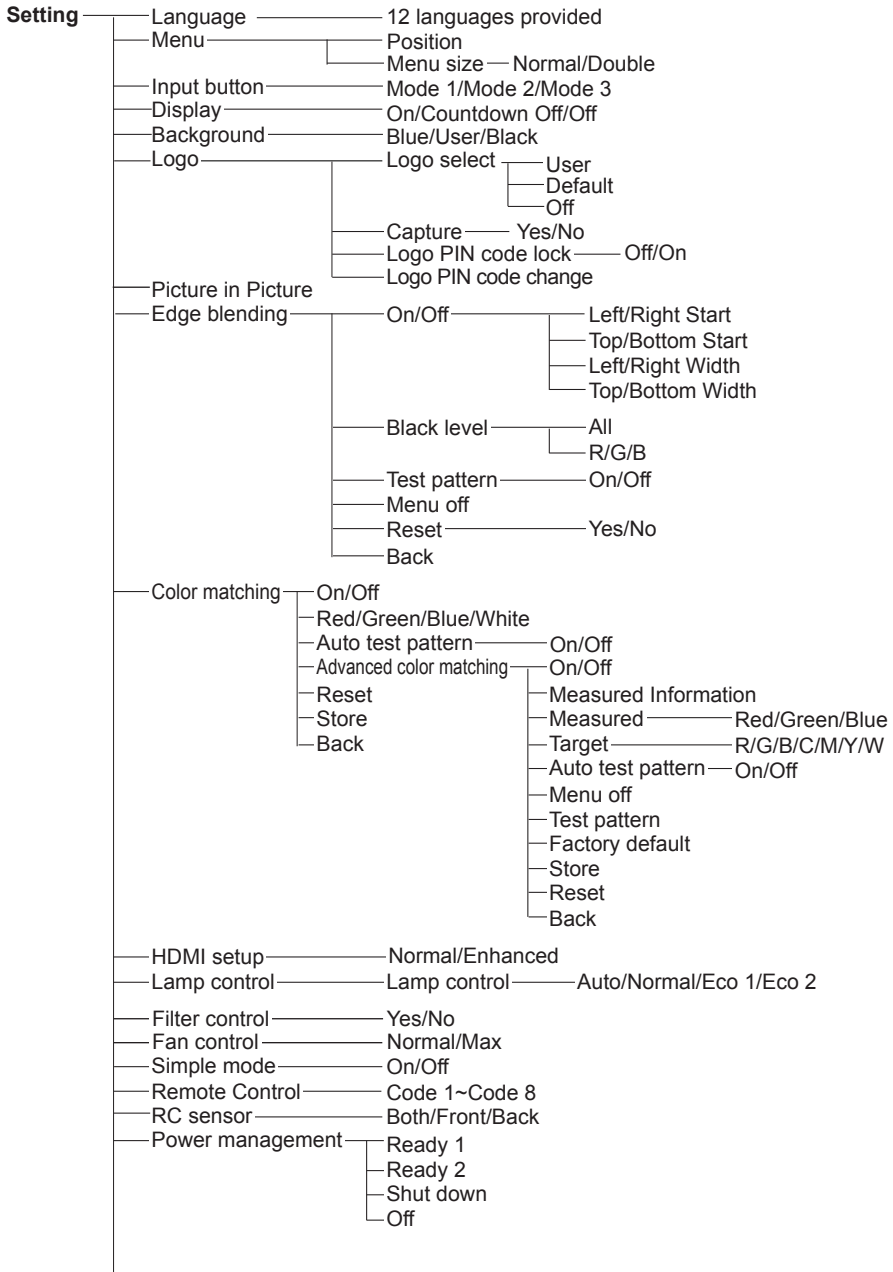 Setting Language 12 languages provided
Menu Position
Menu size Normal/Double
Input button Mode 1/Mode 2/Mode 3
Display On/Countdown Off/Off
Background Blue/User/Black
Logo Logo select User
Default
Off
Capture Yes/No
Logo PIN code lock Off/On
Logo PIN code change
Picture in Picture
Edge blending On/Off Left/Right Start
Top/Bottom Start
Left/Right Width
Top/Bottom Width
Black level All
R/G/B
Test pattern On/Off
Menu off
Reset Yes/No
Back
Color matching On/Off
Red/Green/Blue/White
Auto test pattern On/Off
Advanced color matching On/Off
Reset Measured Information
Store Measured Red/Green/Blue
Back Target R/G/B/C/M/Y/W
Auto test pattern On/Off
Menu off
Test pattern
Factory default
Store
Reset
Back
HDMI setup Normal/Enhanced
Lamp control Lamp control Auto/Normal/Eco 1/Eco 2
Filter control Yes/No
Fan control Normal/Max
Simple mode On/Off
Remote Control Code 1~Code 8
RC sensor Both/Front/Back
Power management Ready 1
Ready 2
Shut down
Off